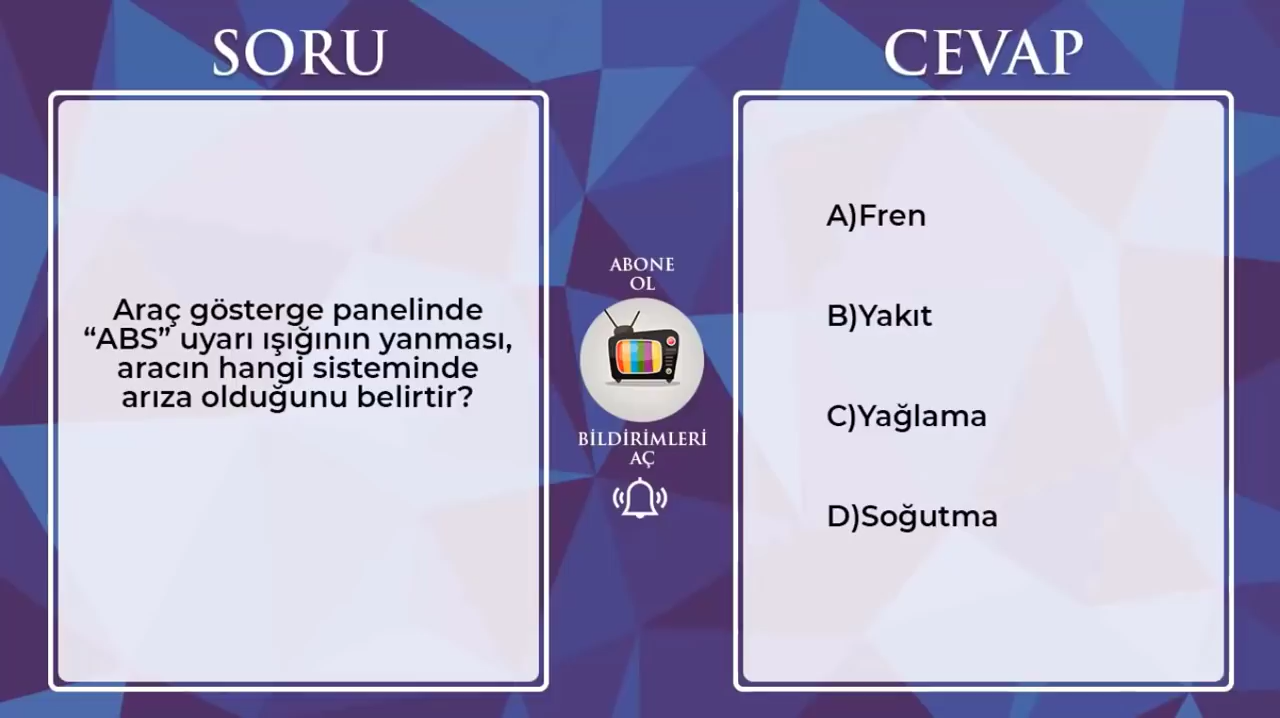 SORU
Araç gösterge panelinde
“ABS” uyarı ışığının yanması,
aracın hangi sisteminde
arıza olduğunu belirtir?
ABONE
OL
BİLDİRİMLERİ
AÇ
CEVAP
A)Fren
B)Yakıt
C)Yağlama
D)Soğutma